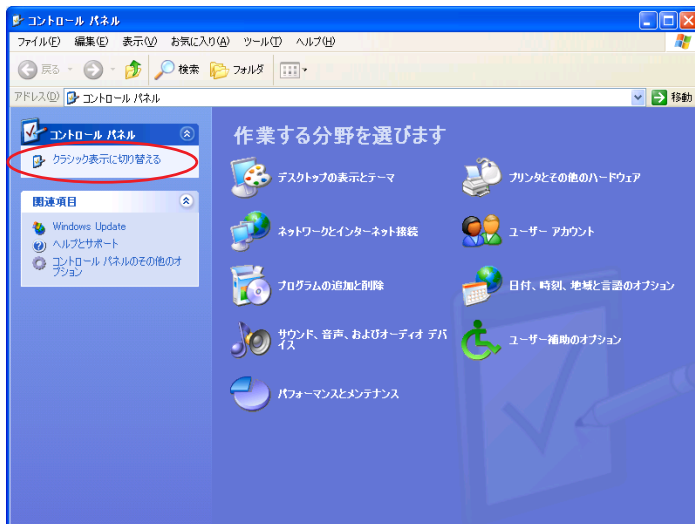 コントロール パネル
ファイル(F) 編集(E) 表示(V) お気に入り(A) ツール(T) ヘルプ(H)
戻る 検索 フォルダ
アドレス(D) コントロール パネル 移動
コントロール パネル
クラシック表示に切り替える
関連項目
Windows Update
ヘルプとサポート
コントロール パネルのその他のオ
プション
作業する分野を選びます
デスクトップの表示とテーマ
プリンタとその他のハードウェア
ネットワークとインターネット接続
ユーザー アカウント
プログラムの追加と削除
日付、時刻、地域と言語のオプション
サウンド、音声、およびオーディオ デバ
イス
ユーザー補助のオプション
パフォーマンスとメンテナンス